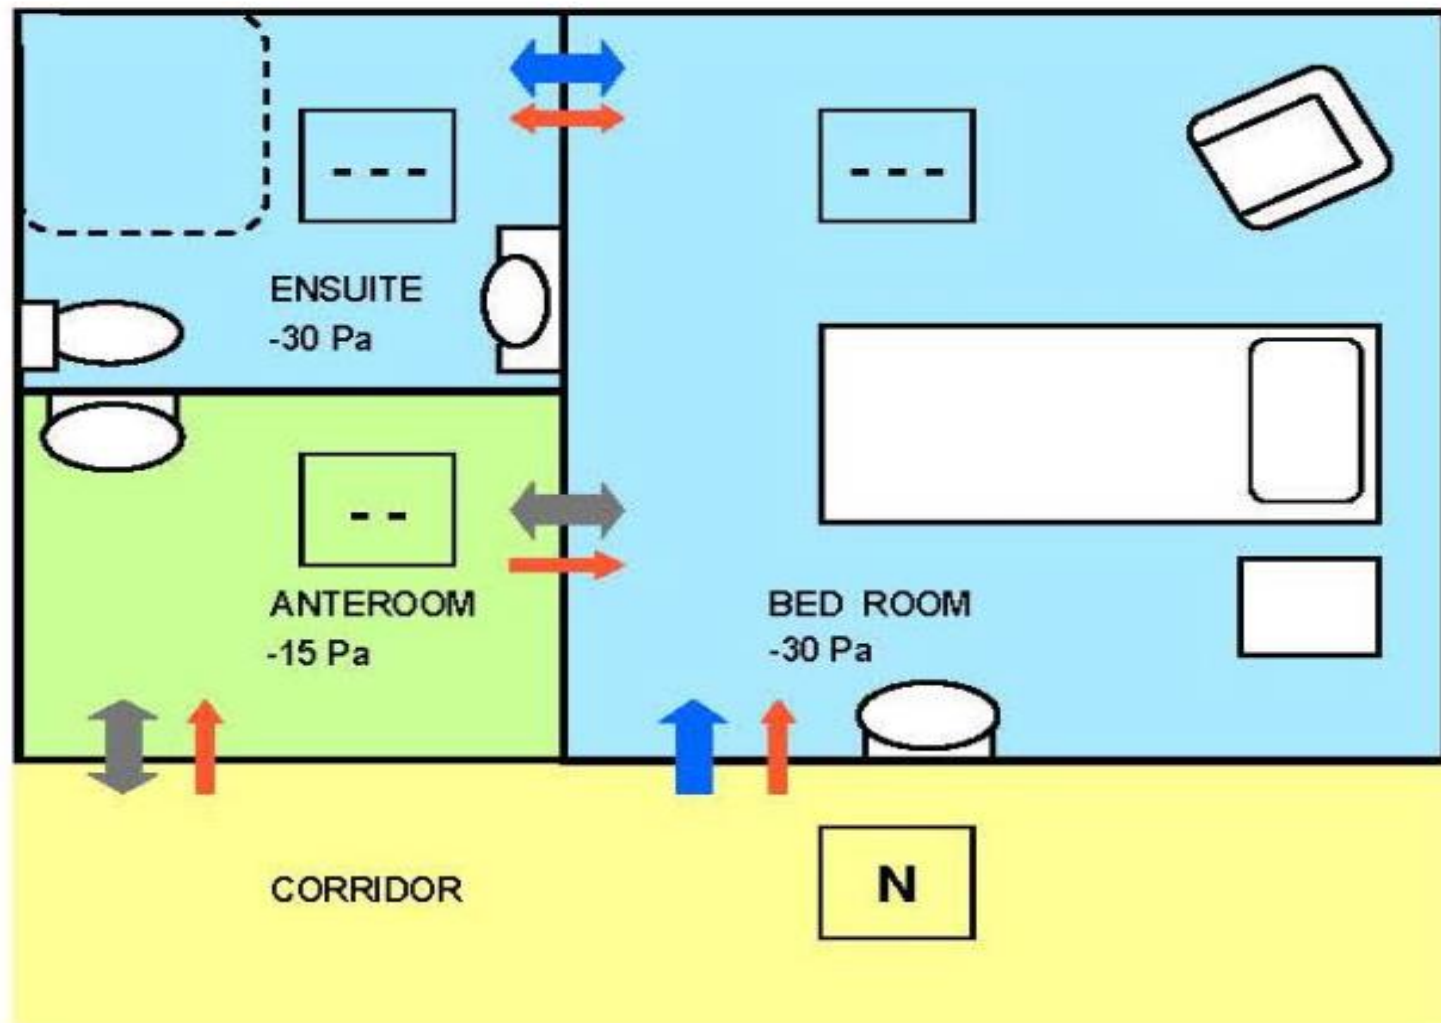 - - -
- - -
ENSUITE
-30 Pa
- -
ANTEROOM
-15 Pa
BED ROOM
-30 Pa
CORRIDOR
N